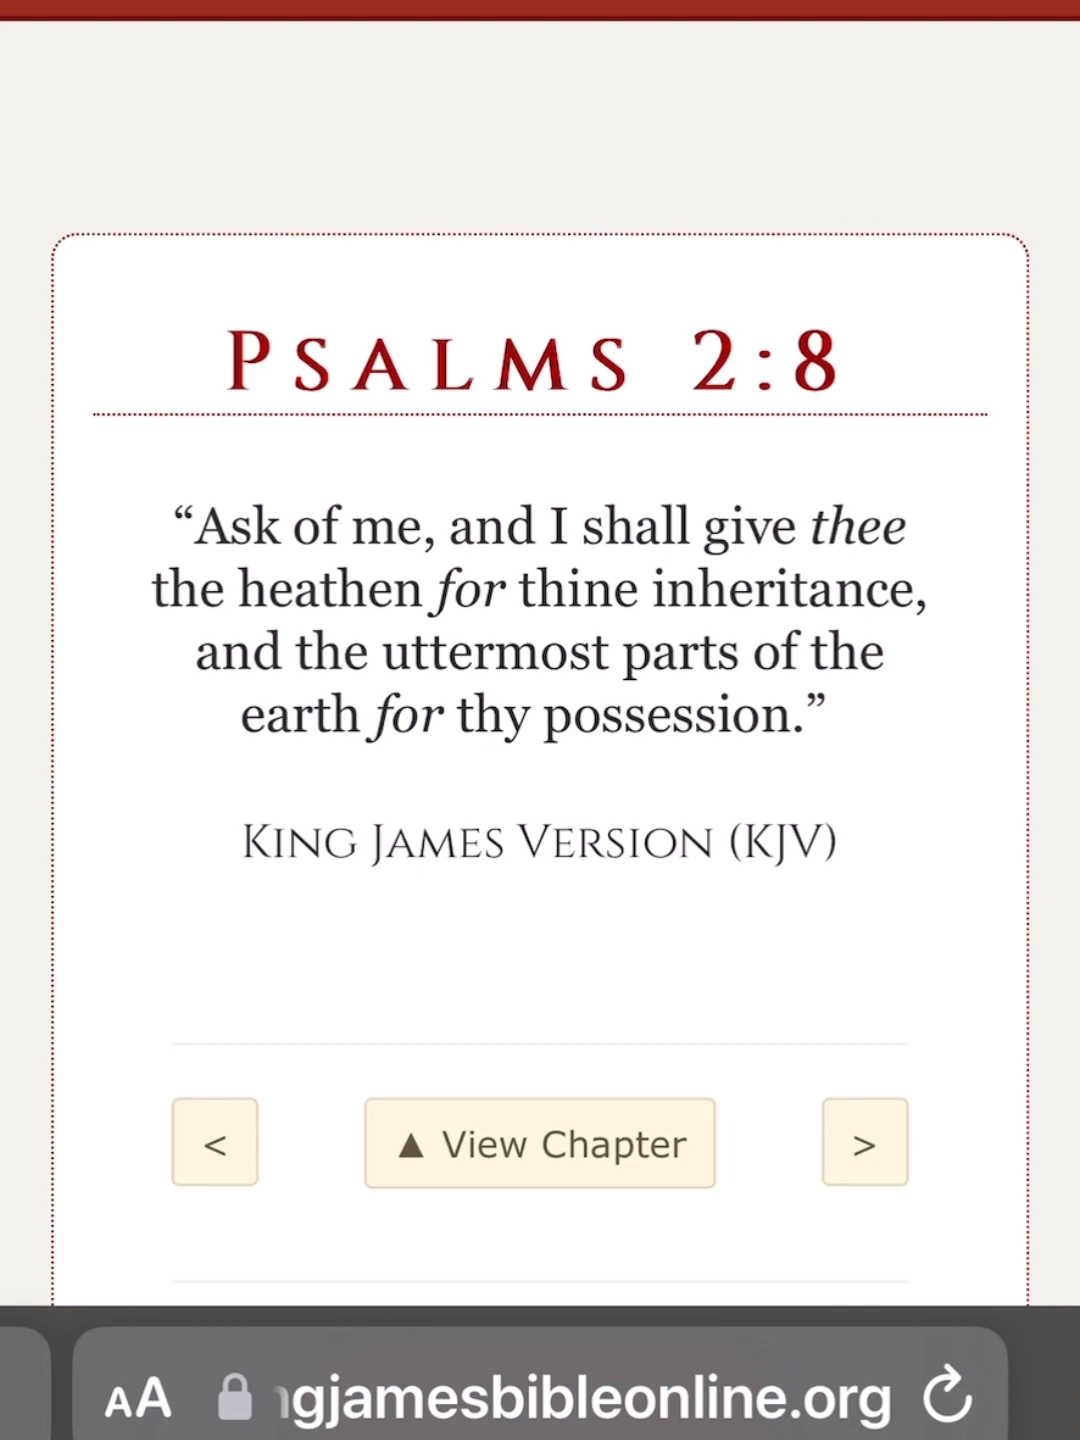 PSALMS 2:8
“Ask of me, and I shall give thee
the heathen for thine inheritance,
and the uttermost parts of the
earth for thy possession.”
KING JAMES VERSION (KJV)
<
▲ View Chapter
>
AA
ngjamesbibleonline.org